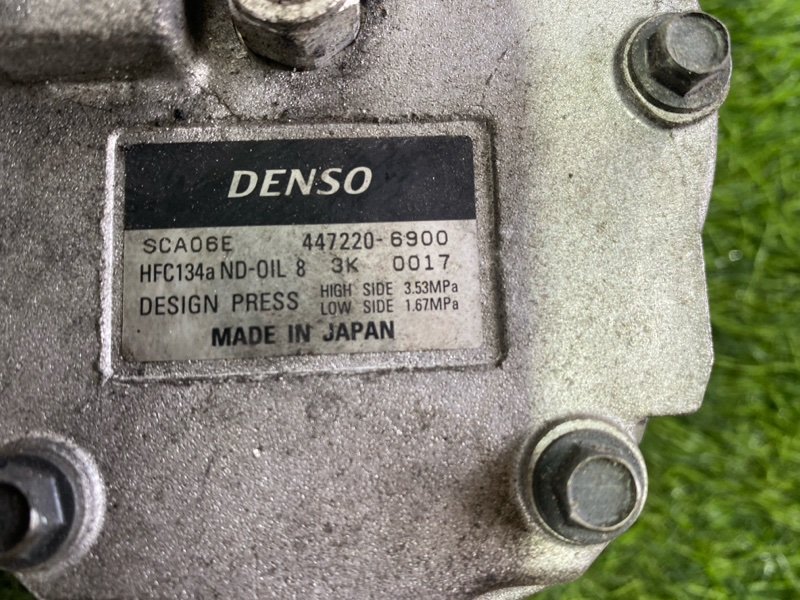 DENSO
SCA06E 447220-6900
HFC134a ND-OIL 8 3K 0017
DESIGN PRESS HIGH SIDE 3.53MPa
LOW SIDE 1.67MPa
MADE IN JAPAN